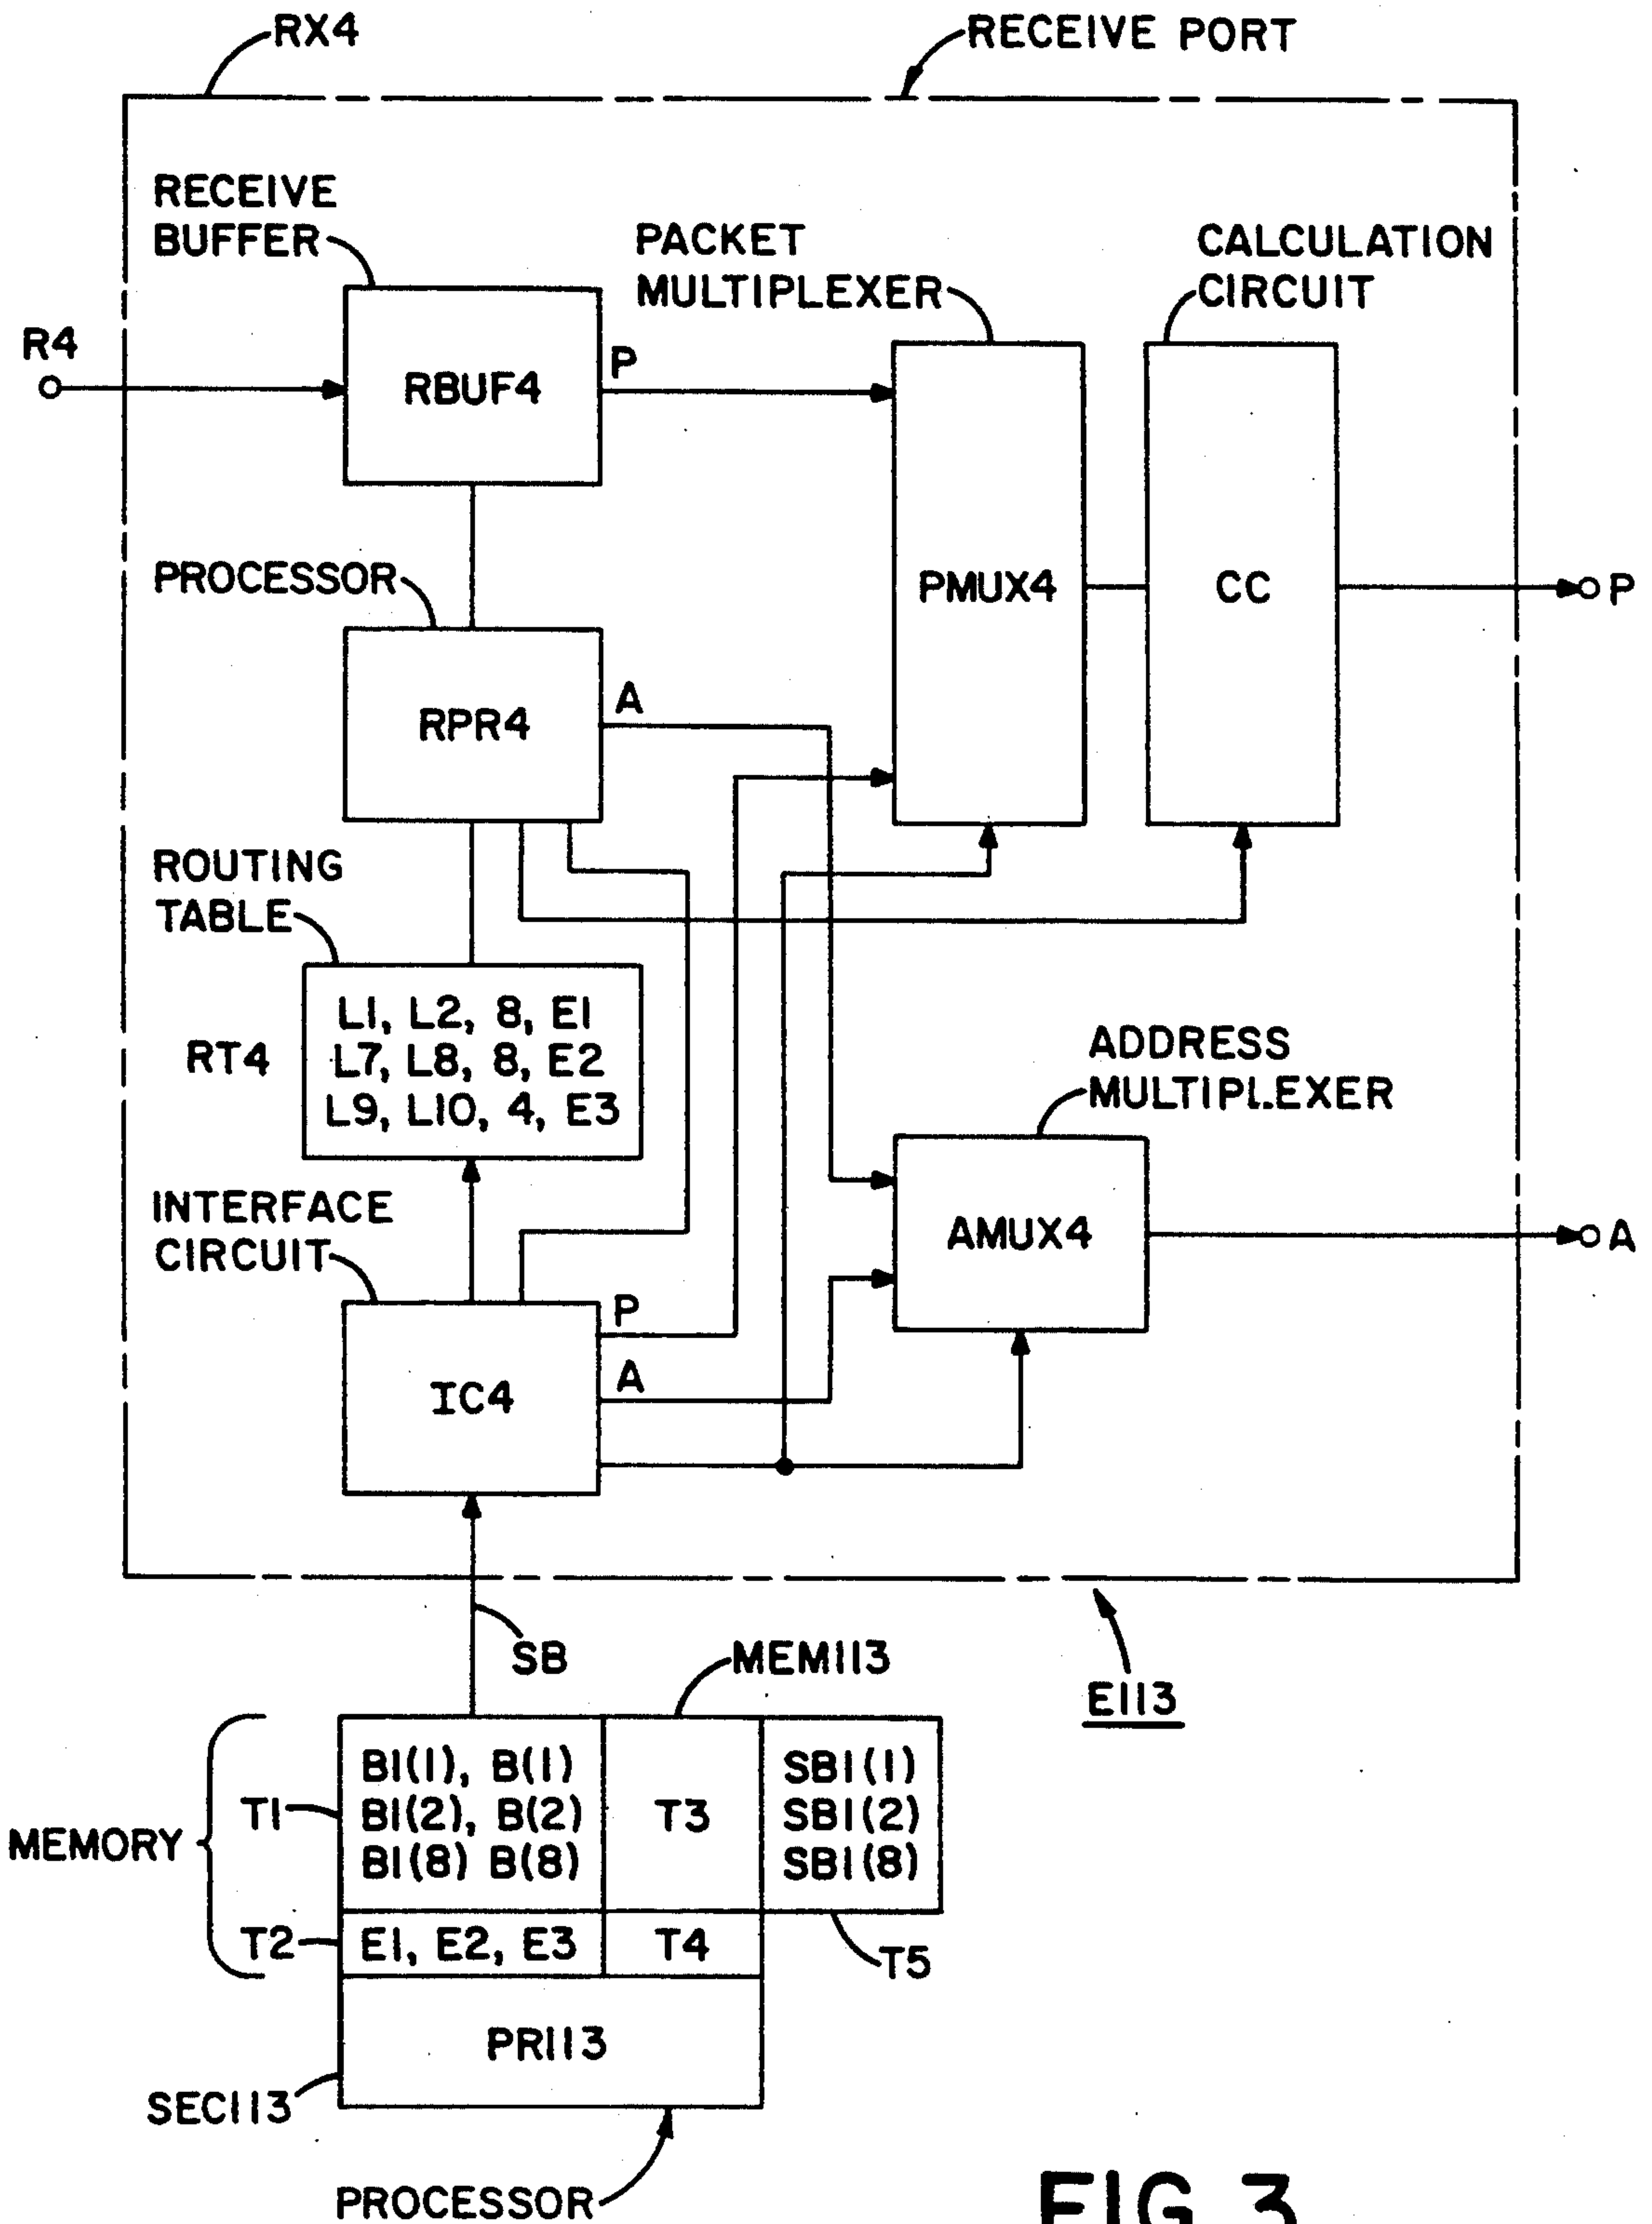 RX4
RECEIVE PORT
RECEIVE
BUFFER
PACKET
MULTIPLEXER
CALCULATION
CIRCUIT
R4
RBUF4
P
PMUX4
CC
P
PROCESSOR
RPR4
A
ROUTING
TABLE
RT4
L1, L2, 8, E1
L7, L8, 8, E2
L9, L10, 4, E3
ADDRESS
MULTIPLEXER
AMUX4
A
INTERFACE
CIRCUIT
IC4
P
A
SB
MEM113
E113
MEMORY
T1
B1(1), B(1)
B1(2), B(2)
B1(8) B(8)
T3
SB1(1)
SB1(2)
SB1(8)
T2
E1, E2, E3
T4
T5
PR113
SEC113
PROCESSOR
FIG. 3